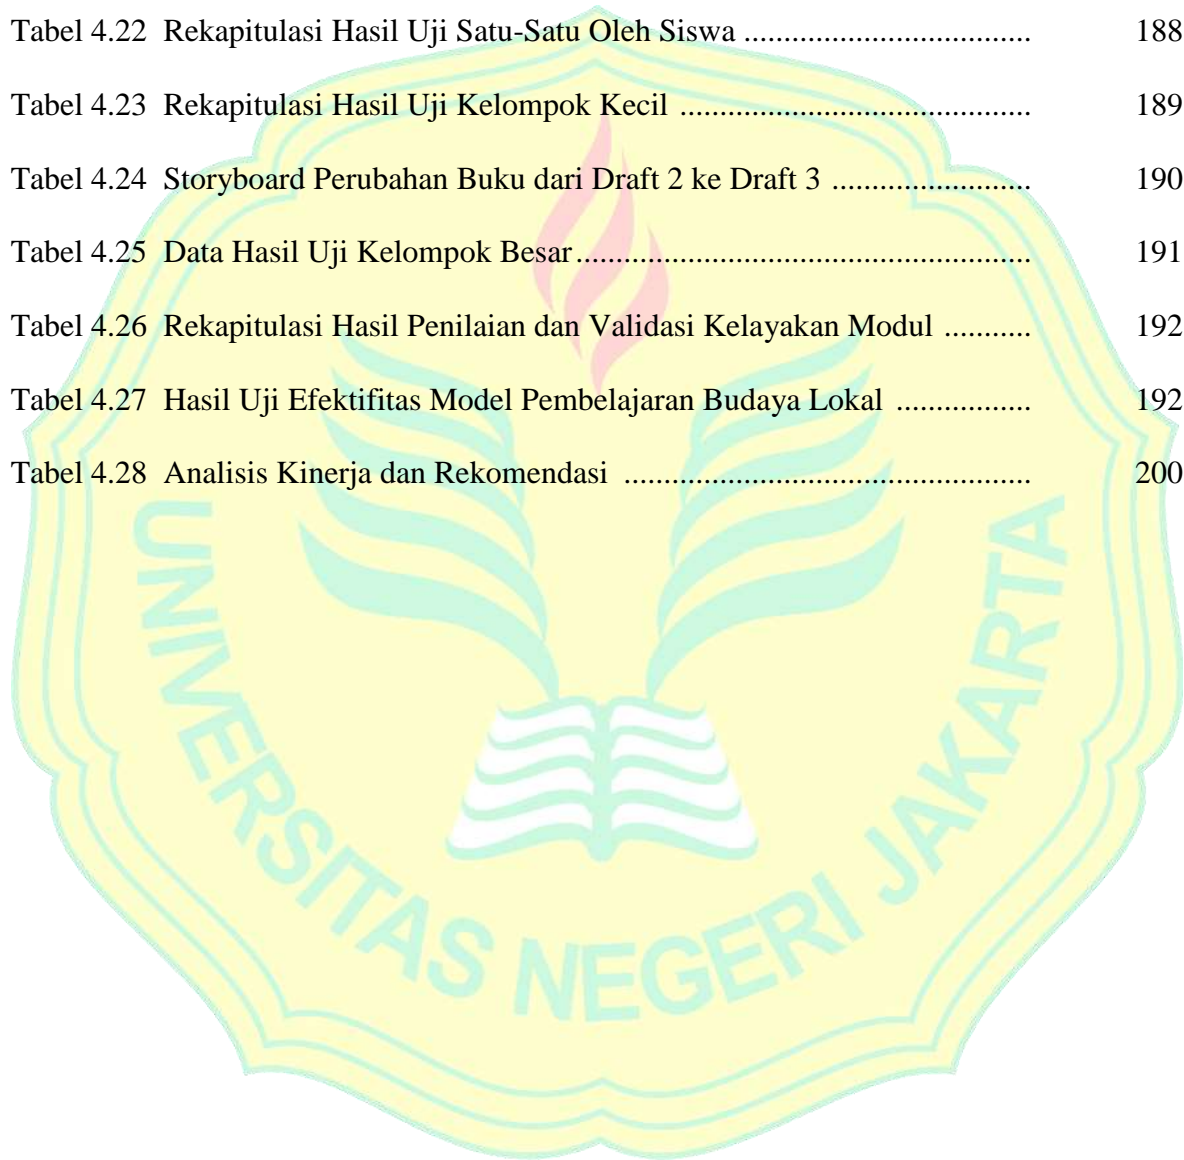 Tabel 4.22 Rekapitulasi Hasil Uji Satu-Satu Oleh Siswa .................................... 188
Tabel 4.23 Rekapitulasi Hasil Uji Kelompok Kecil ............................................ 189
Tabel 4.24 Storyboard Perubahan Buku dari Draft 2 ke Draft 3 ......................... 190
Tabel 4.25 Data Hasil Uji Kelompok Besar......................................................... 191
Tabel 4.26 Rekapitulasi Hasil Penilaian dan Validasi Kelayakan Modul ........... 192
Tabel 4.27 Hasil Uji Efektifitas Model Pembelajaran Budaya Lokal ................. 192
Tabel 4.28 Analisis Kinerja dan Rekomendasi ................................................... 200
UNIVERSITAS NEGERI JAKARTA